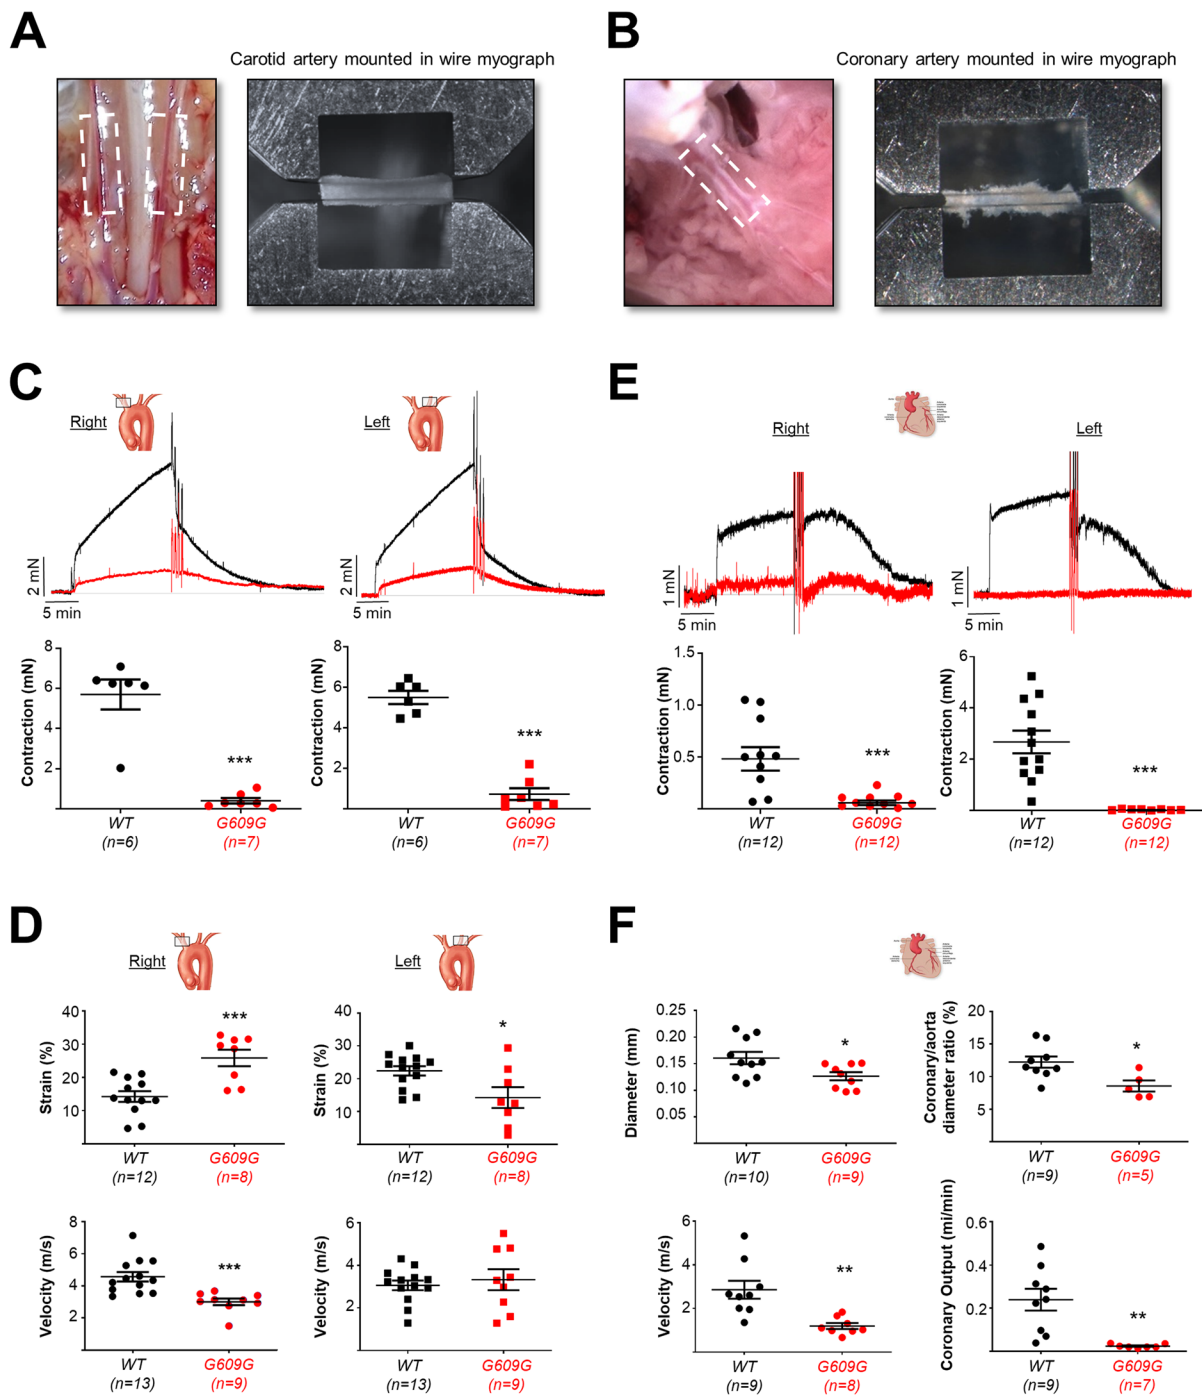 A
Carotid artery mounted in wire myograph
B
Coronary artery mounted in wire myograph
C
Right
Left
2 mN
5 min
2 mN
5 min
8
6
4
2
Contraction (mN)
***
WT
(n=6)
G609G
(n=7)
8
6
4
2
Contraction (mN)
***
WT
(n=6)
G609G
(n=7)
E
Right
Left
1 mN
5 min
1 mN
5 min
1.5
1.0
0.5
Contraction (mN)
***
WT
(n=12)
G609G
(n=12)
6
4
2
Contraction (mN)
***
WT
(n=12)
G609G
(n=12)
D
Right
Left
40
30
20
10
Strain (%)
***
WT
(n=12)
G609G
(n=8)
40
30
20
10
Strain (%)
*
WT
(n=12)
G609G
(n=8)
8
6
4
2
Velocity (m/s)
***
WT
(n=13)
G609G
(n=9)
6
4
2
Velocity (m/s)
WT
(n=13)
G609G
(n=9)
F
0.25
0.20
0.15
0.10
0.05
Diameter (mm)
*
WT
(n=10)
G609G
(n=9)
20
15
10
5
Coronary/aorta
diameter ratio (%)
*
WT
(n=9)
G609G
(n=5)
6
4
2
Velocity (m/s)
**
WT
(n=9)
G609G
(n=8)
0.6
0.4
0.2
Coronary Output (ml/min)
**
WT
(n=9)
G609G
(n=7)